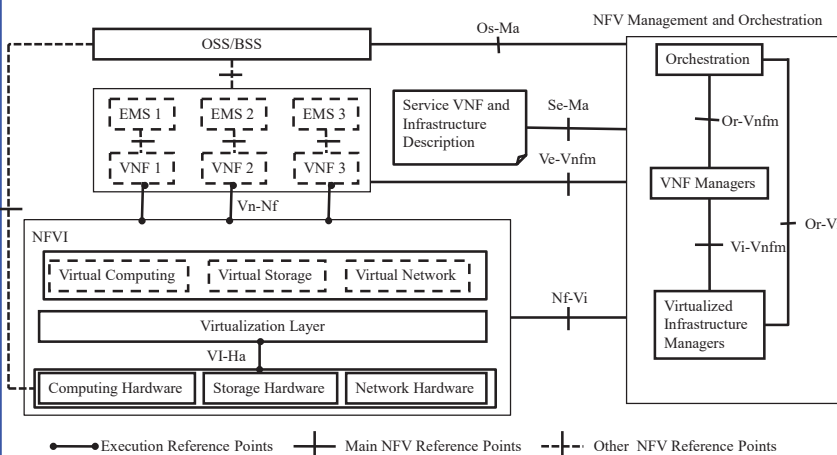 NFV Management and Orchestration
Os-Ma
OSS/BSS
Orchestration
EMS 1
EMS 2
EMS 3
Service VNF and
Infrastructure
Description
Se-Ma
Or-Vnfm
VNF 1
VNF 2
VNF 3
Ve-Vnfm
VNF Managers
Vn-Nf
Or-V
NFVI
Vi-Vnfm
Virtual Computing
Virtual Storage
Virtual Network
Nf-Vi
Virtualized
Infrastructure
Managers
Virtualization Layer
VI-Ha
Computing Hardware
Storage Hardware
Network Hardware
Execution Reference Points
Main NFV Reference Points
Other NFV Reference Points